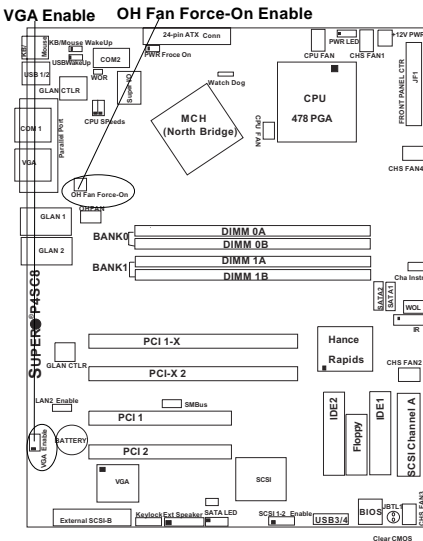 VGA Enable
OH Fan Force-On Enable
KB/
Mouse
KB/Mouse WakeUp
USBWakeUp
USB 1/2
WOR
COM2
GLAN CTLR
CPU SPeeds
Super IO
24-pin ATX Conn
PWR Froce On
Watch Dog
PWR LED
CPU FAN
CHS FAN1
+12V PWR
FRONT PANEL CTR
JF1
CPU
478 PGA
MCH
(North Bridge)
CPU FAN
COM 1
VGA
Parallel Port
CHS FAN4
OH Fan Force-On
OHFAN
GLAN 1
GLAN 2
BANK0
BANK1
DIMM 0A
DIMM 0B
DIMM 1A
DIMM 1B
Cha Instr
SATA2
SATA1
WOL
IR
SUPER P4SC8
GLAN CTLR
PCI 1-X
PCI-X 2
Hance
Rapids
CHS FAN2
LAN2 Enable
SMBus
PCI 1
PCI 2
VGA Enable
BATTERY
IDE2
Floppy
IDE1
SCSI Channel A
VGA
SCSI
External SCSI-B
Keylock
Ext Speaker
SATA LED
SCSI 1-2 Enable
USB3/4
BIOS
JBTL1
CHS FAN3
Clear CMOS